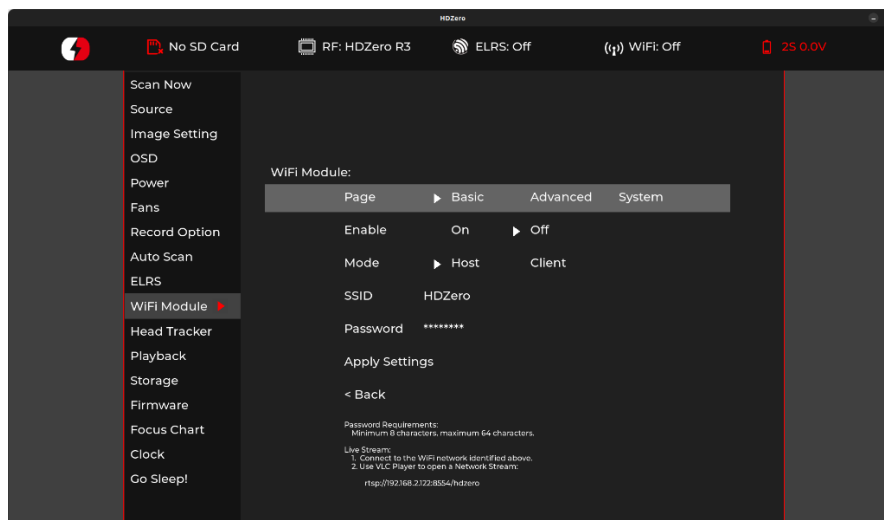 HDZero
No SD Card
RF: HDZero R3
ELRS: Off
WiFi: Off
2S 0.0V
Scan Now
Source
Image Setting
OSD
Power
Fans
Record Option
Auto Scan
ELRS
WiFi Module
Head Tracker
Playback
Storage
Firmware
Focus Chart
Clock
Go Sleep!
WiFi Module:
Page Basic Advanced System
Enable On Off
Mode Host Client
SSID HDZero
Password ********
Apply Settings
< Back
Password Requirements:
Minimum 8 characters, maximum 64 characters.
Live Stream:
1. Connect to the WiFi network identified above.
2. Use VLC Player to open a Network Stream:
rtsp://192.168.2.122:8554/hdzero